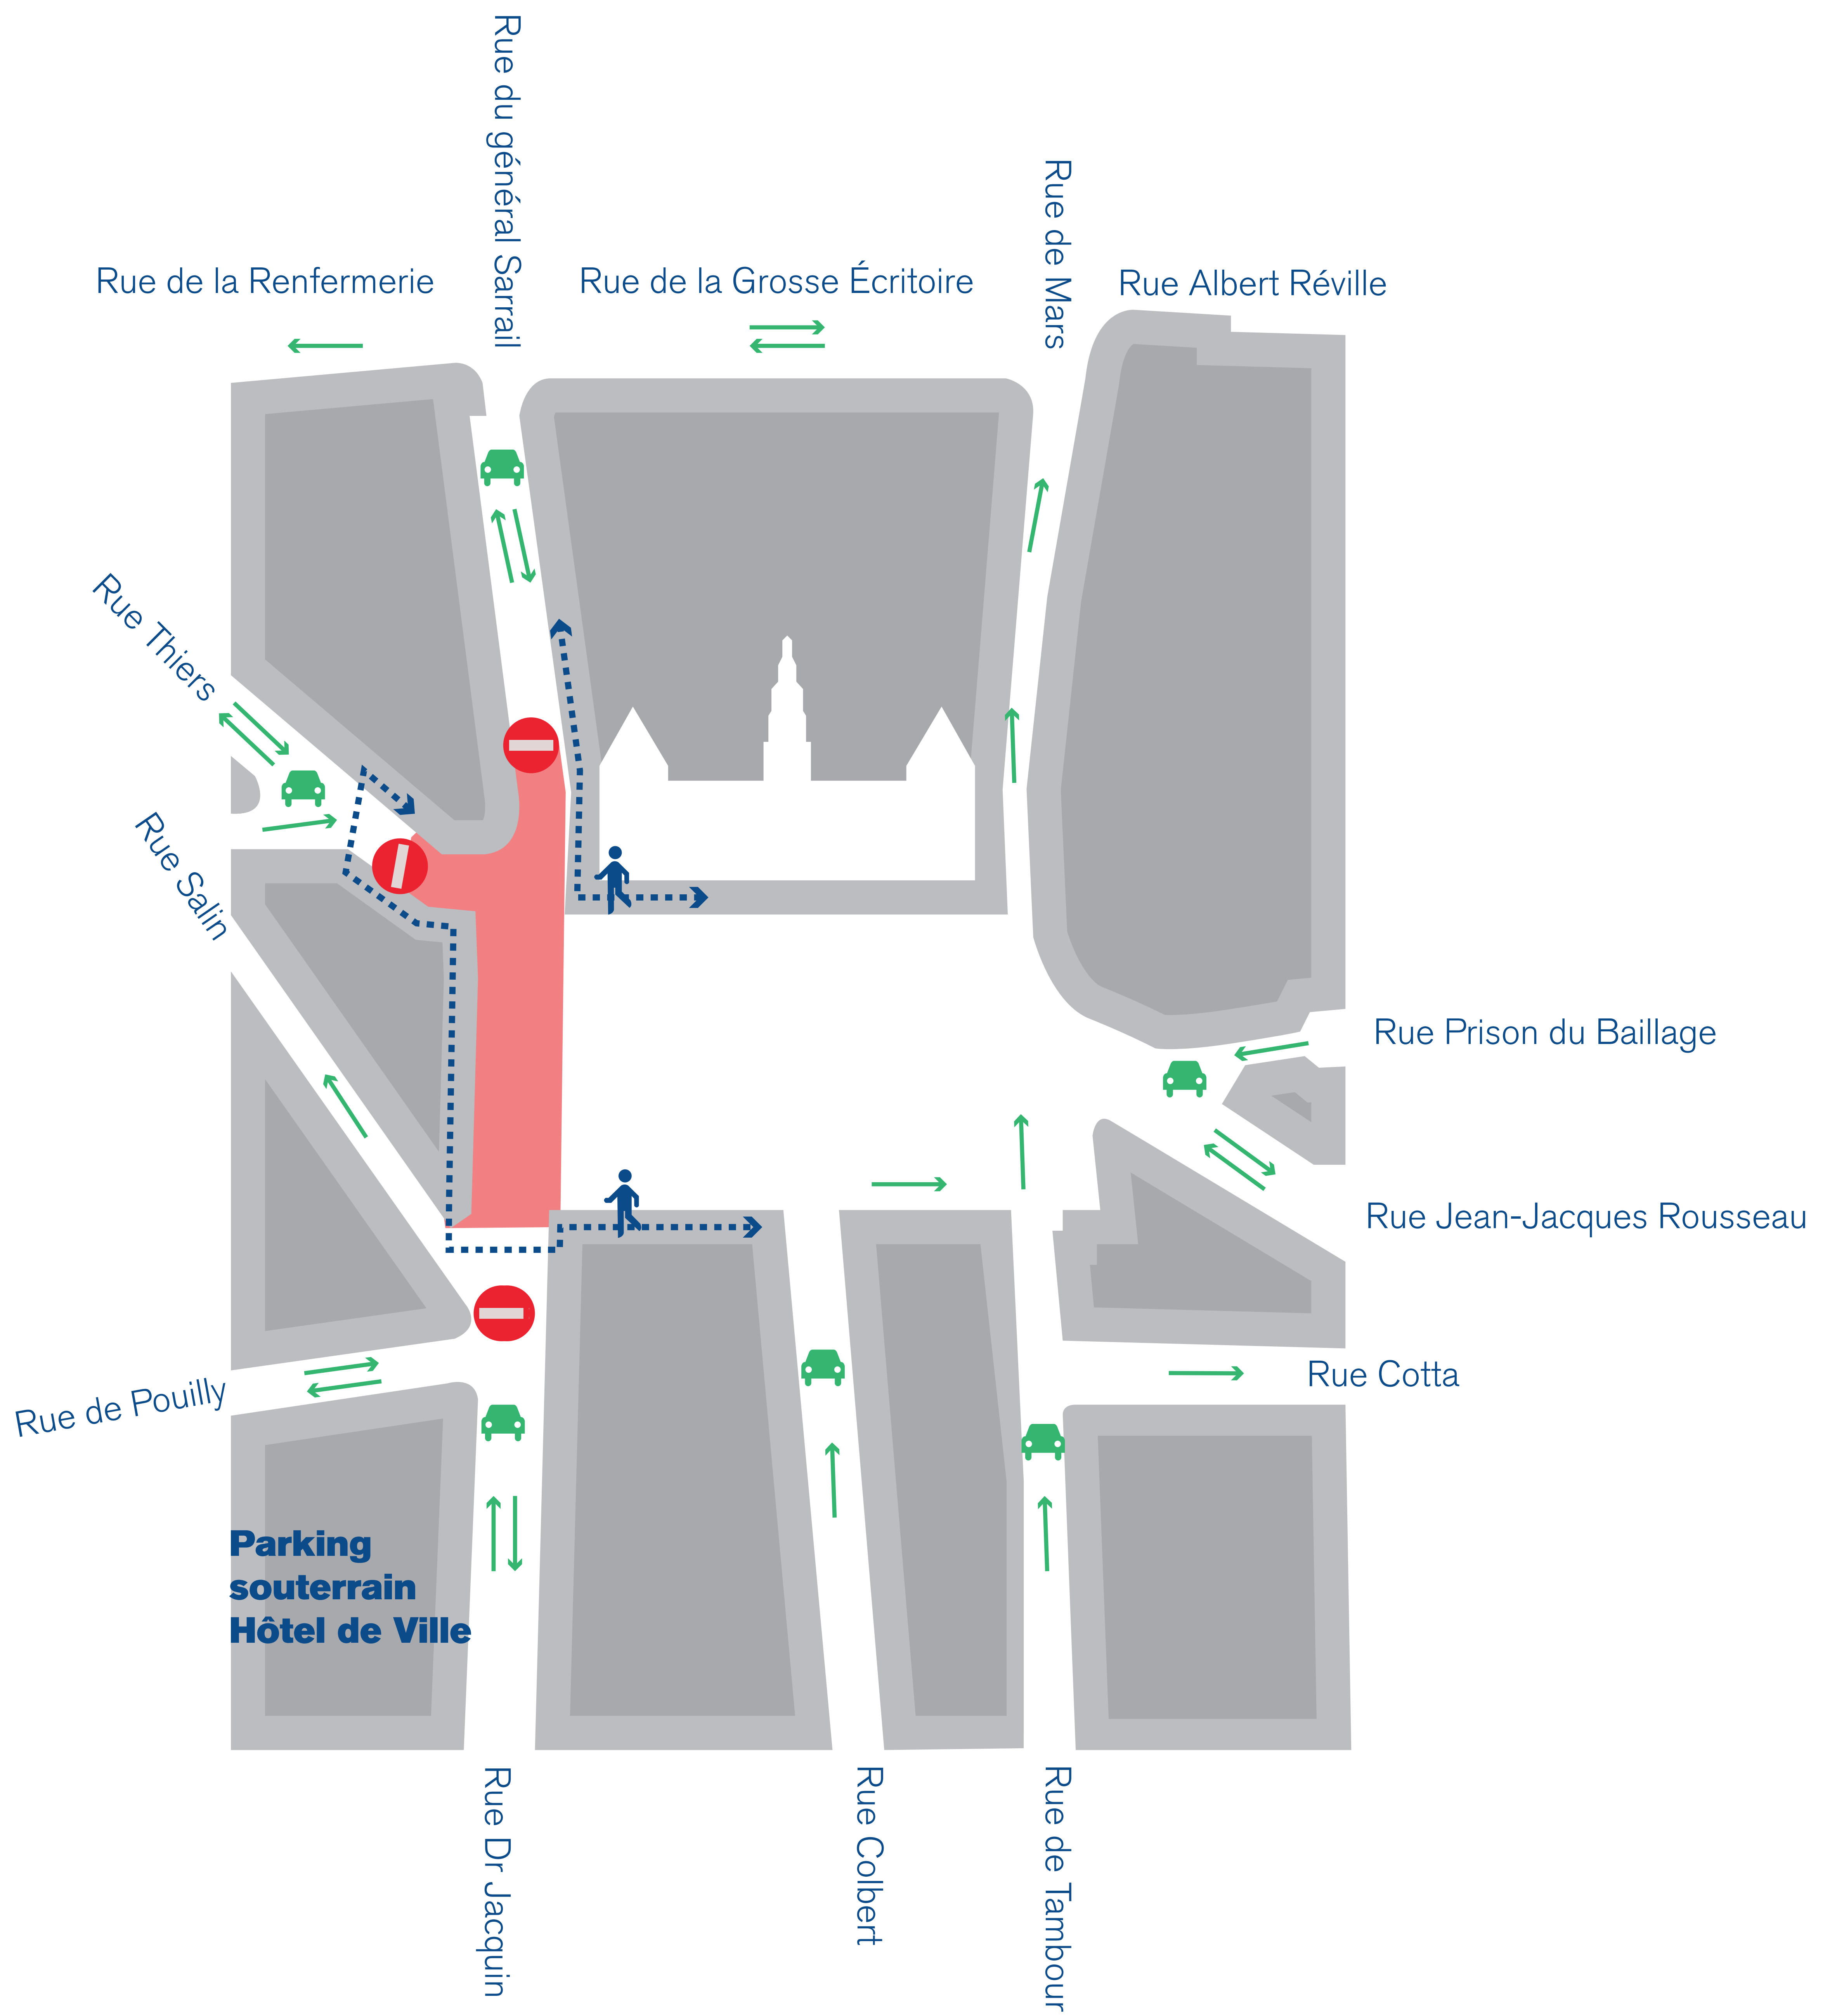 Rue du général Sarrail
Rue de Mars
Rue de la Renfermerie
Rue de la Grosse Écritoire
Rue Albert Réville
Rue Thiers
Rue Salin
Rue Prison du Baillage
Rue Jean-Jacques Rousseau
Rue de Pouilly
Rue Cotta
Parking
souterrain
Hôtel de Ville
Rue Dr Jacquin
Rue Colbert
Rue de Tambour